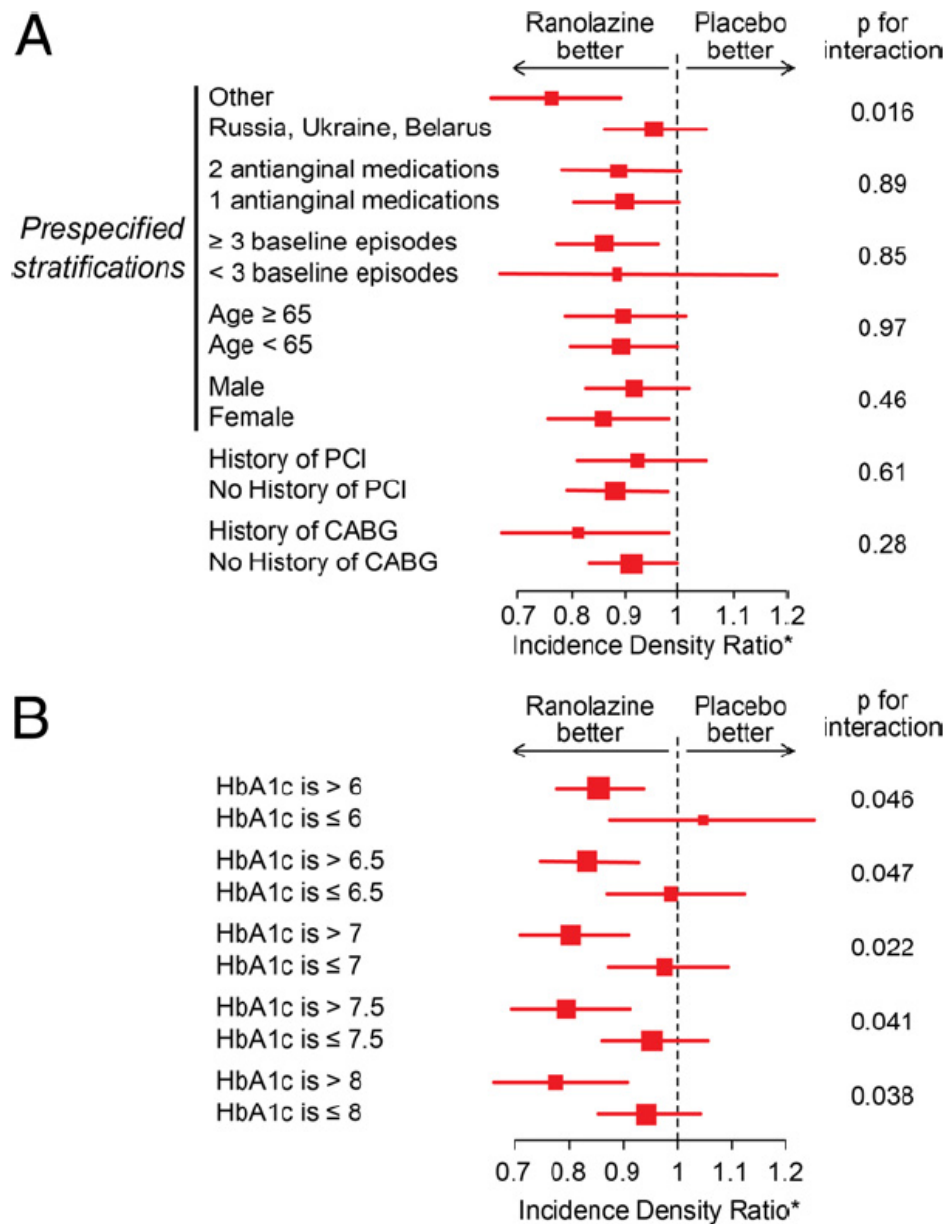 A
Ranolazine better
Placebo better
p for interaction
Prespecified stratifications
Other
Russia, Ukraine, Belarus
0.016
2 antianginal medications
1 antianginal medications
0.89
≥ 3 baseline episodes
< 3 baseline episodes
0.85
Age ≥ 65
Age < 65
0.97
Male
Female
0.46
History of PCI
No History of PCI
0.61
History of CABG
No History of CABG
0.28
0.7 0.8 0.9 1 1.1 1.2
Incidence Density Ratio*
B
Ranolazine better
Placebo better
p for interaction
HbA1c is > 6
HbA1c is ≤ 6
0.046
HbA1c is > 6.5
HbA1c is ≤ 6.5
0.047
HbA1c is > 7
HbA1c is ≤ 7
0.022
HbA1c is > 7.5
HbA1c is ≤ 7.5
0.041
HbA1c is > 8
HbA1c is ≤ 8
0.038
0.7 0.8 0.9 1 1.1 1.2
Incidence Density Ratio*